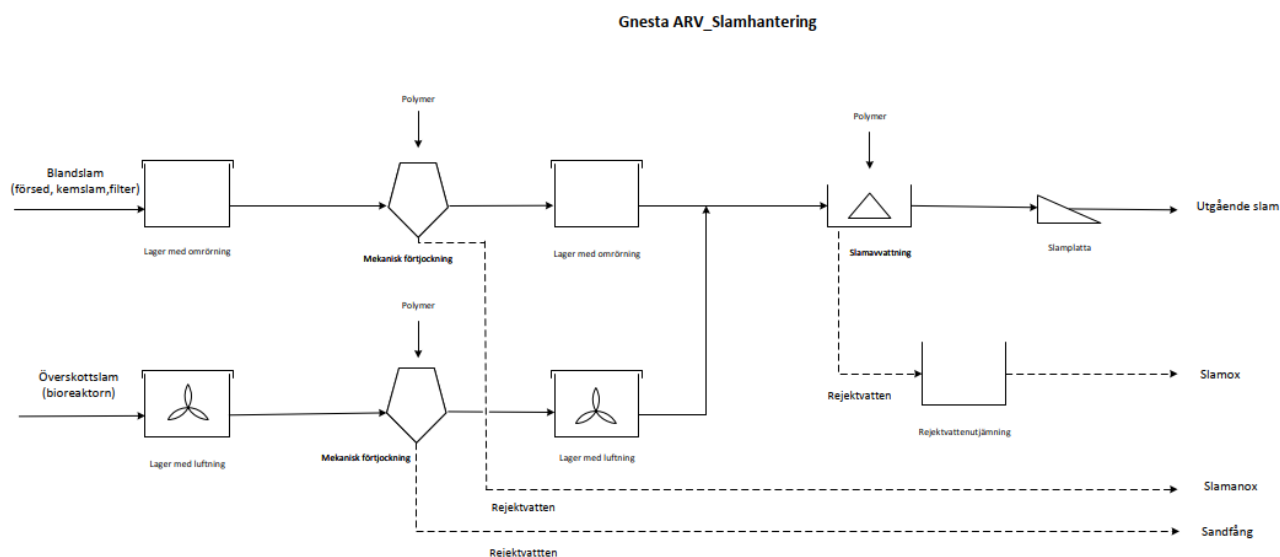 Gnesta ARV_Slamhantering
Polymer
Polymer
Blandslam
(försed, kemslam,filter)
Utgående slam
Lager med omrörning
Mekanisk förtjockning
Lager med omrörning
Slamavvattning
Slamplatta
Polymer
Överskottslam
(bioreaktorn)
Slamox
Rejektvatten
Rejektvattenutjämning
Lager med luftning
Mekanisk förtjockning
Lager med luftning
Slamanox
Rejektvatten
Sandfång
Rejektvattten